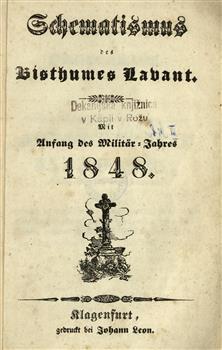 Schematismus
des
Bisthumes Lavant.
Dekanijska knjižnica
v Kapli v Rožu
Mit
Anfang des Militär-Jahres
1848.
Klagenfurt,
gedruckt bei Johann Leon.